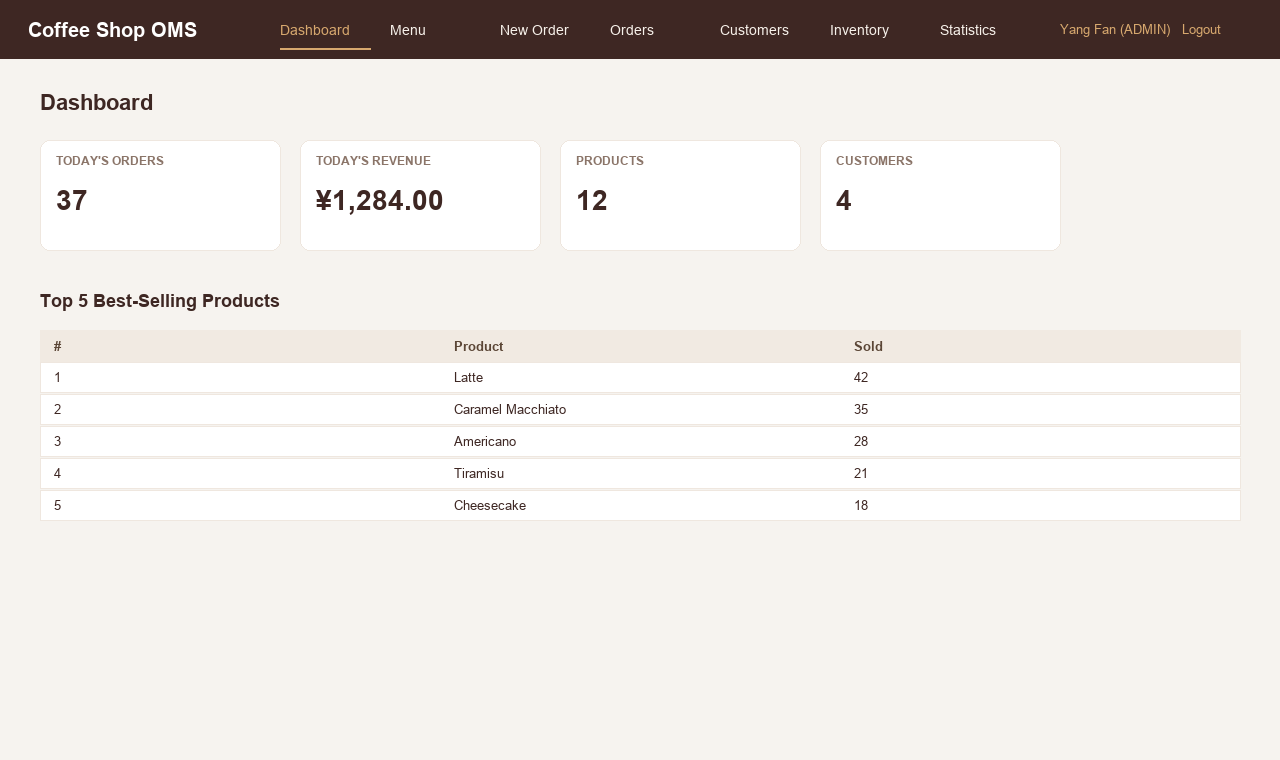 Coffee Shop OMS Dashboard Menu New Order Orders Customers Inventory Statistics Yang Fan (ADMIN) Logout
Dashboard
TODAY'S ORDERS TODAY'S REVENUE PRODUCTS CUSTOMERS
37 ¥1,284.00 12 4
Top 5 Best-Selling Products
# Product Sold
1 Latte 42
2 Caramel Macchiato 35
3 Americano 28
4 Tiramisu 21
5 Cheesecake 18